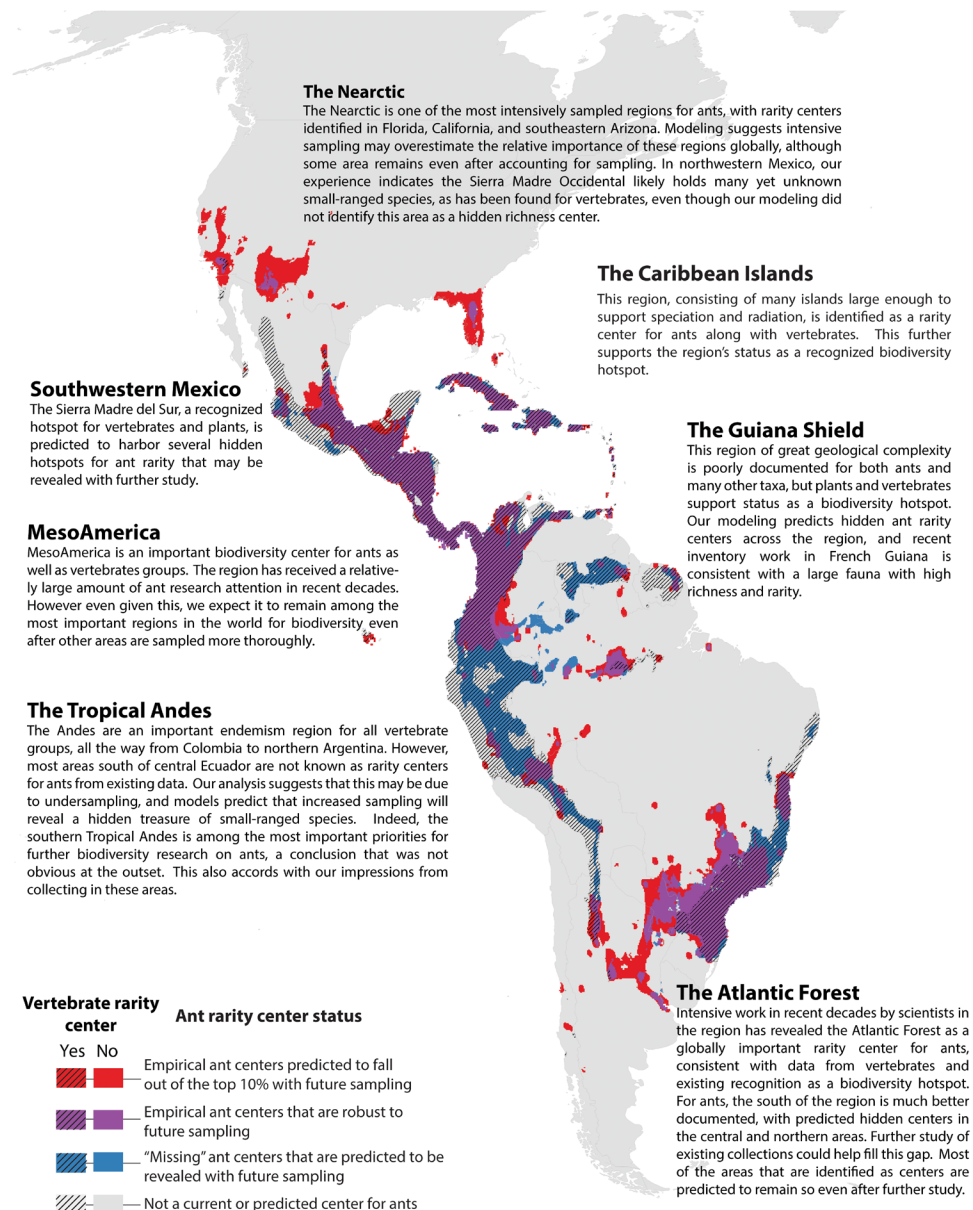 The Nearctic
The Nearctic is one of the most intensively sampled regions for ants, with rarity centers
identified in Florida, California, and southeastern Arizona. Modeling suggests intensive
sampling may overestimate the relative importance of these regions globally, although
some area remains even after accounting for sampling. In northwestern Mexico, our
experience indicates the Sierra Madre Occidental likely holds many yet unknown
small-ranged species, as has been found for vertebrates, even though our modeling did
not identify this area as a hidden richness center.
The Caribbean Islands
This region, consisting of many islands large enough to
support speciation and radiation, is identified as a rarity
center for ants along with vertebrates. This further
supports the region's status as a recognized biodiversity
hotspot.
Southwestern Mexico
The Sierra Madre del Sur, a recognized
hotspot for vertebrates and plants, is
predicted to harbor several hidden
hotspots for ant rarity that may be
revealed with further study.
The Guiana Shield
This region of great geological complexity
is poorly documented for both ants and
many other taxa, but plants and vertebrates
support status as a biodiversity hotspot.
Our modeling predicts hidden ant rarity
centers across the region, and recent
inventory work in French Guiana is
consistent with a large fauna with high
richness and rarity.
MesoAmerica
MesoAmerica is an important biodiversity center for ants as
well as vertebrates groups. The region has received a relative-
ly large amount of ant research attention in recent decades.
However even given this, we expect it to remain among the
most important regions in the world for biodiversity even
after other areas are sampled more thoroughly.
The Tropical Andes
The Andes are an important endemism region for all vertebrate
groups, all the way from Colombia to northern Argentina. However,
most areas south of central Ecuador are not known as rarity centers
for ants from existing data. Our analysis suggests that this may be due
to undersampling, and models predict that increased sampling will
reveal a hidden treasure of small-ranged species. Indeed, the
southern Tropical Andes is among the most important priorities for
further biodiversity research on ants, a conclusion that was not
obvious at the outset. This also accords with our impressions from
collecting in these areas.
The Atlantic Forest
Intensive work in recent decades by scientists in
the region has revealed the Atlantic Forest as a
globally important rarity center for ants,
consistent with data from vertebrates and
existing recognition as a biodiversity hotspot.
For ants, the south of the region is much better
documented, with predicted hidden centers in
the central and northern areas. Further study of
existing collections could help fill this gap. Most
of the areas that are identified as centers are
predicted to remain so even after further study.
Vertebrate rarity
center
Ant rarity center status
Yes No
Empirical ant centers predicted to fall
out of the top 10% with future sampling
Empirical ant centers that are robust to
future sampling
“Missing” ant centers that are predicted to be
revealed with future sampling
Not a current or predicted center for ants